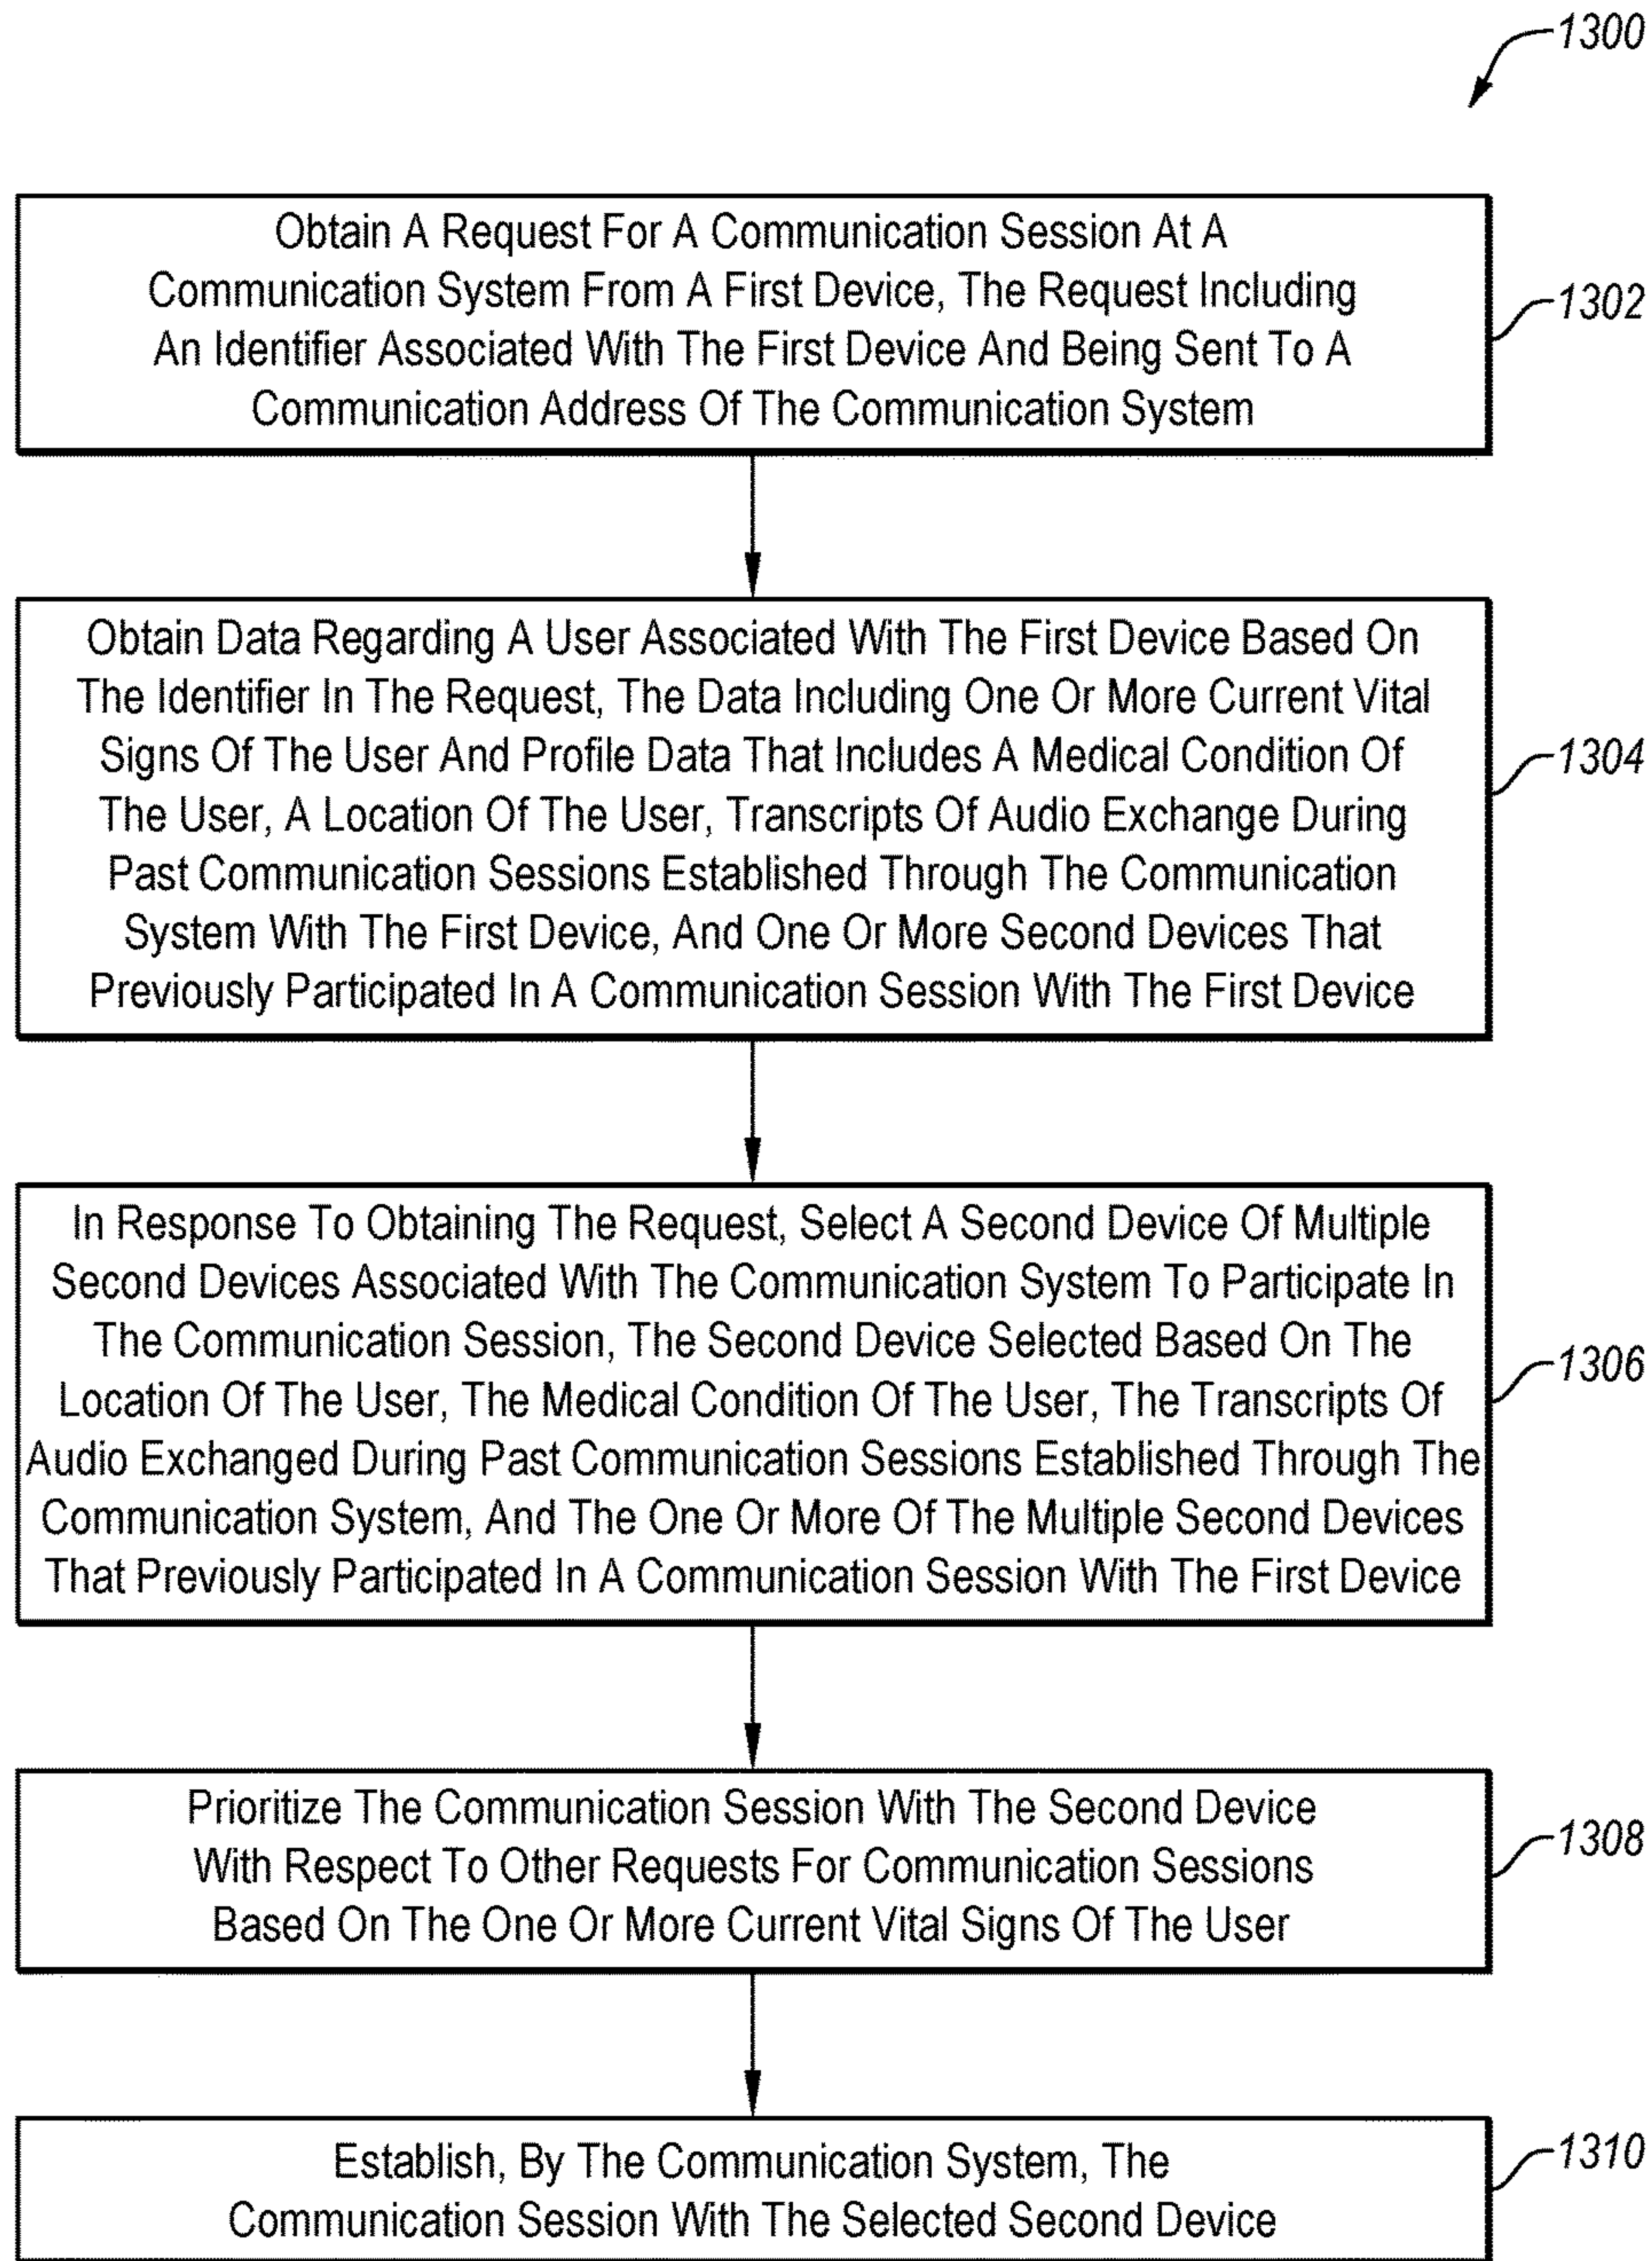 1300
Obtain A Request For A Communication Session At A
Communication System From A First Device, The Request Including
An Identifier Associated With The First Device And Being Sent To A
Communication Address Of The Communication System
1302
Obtain Data Regarding A User Associated With The First Device Based On
The Identifier In The Request, The Data Including One Or More Current Vital
Signs Of The User And Profile Data That Includes A Medical Condition Of
The User, A Location Of The User, Transcripts Of Audio Exchange During
Past Communication Sessions Established Through The Communication
System With The First Device, And One Or More Second Devices That
Previously Participated In A Communication Session With The First Device
1304
In Response To Obtaining The Request, Select A Second Device Of Multiple
Second Devices Associated With The Communication System To Participate In
The Communication Session, The Second Device Selected Based On The
Location Of The User, The Medical Condition Of The User, The Transcripts Of
Audio Exchanged During Past Communication Sessions Established Through The
Communication System, And The One Or More Of The Multiple Second Devices
That Previously Participated In A Communication Session With The First Device
1306
Prioritize The Communication Session With The Second Device
With Respect To Other Requests For Communication Sessions
Based On The One Or More Current Vital Signs Of The User
1308
Establish, By The Communication System, The
Communication Session With The Selected Second Device
1310